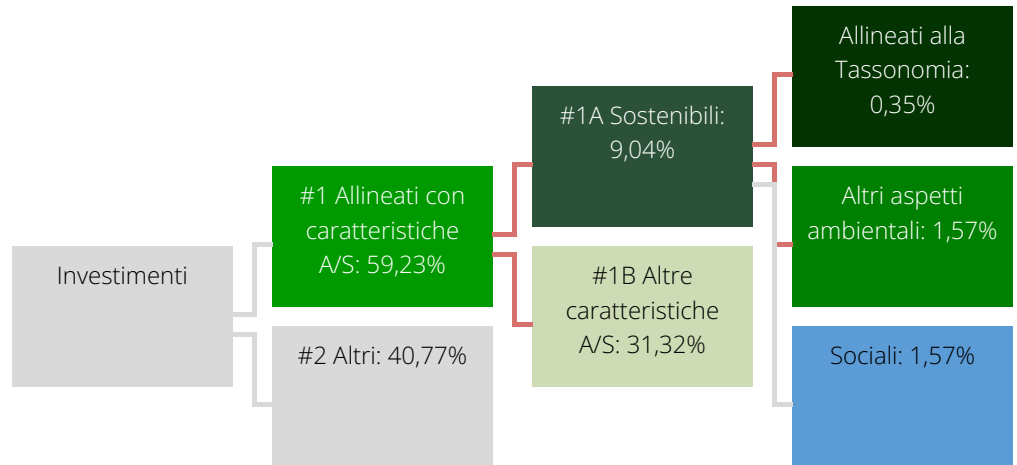 Investimenti
#1 Allineati con
caratteristiche
A/S: 59,23%
#2 Altri: 40,77%
#1A Sostenibili:
9,04%
#1B Altre
caratteristiche
A/S: 31,32%
Allineati alla
Tassonomia:
0,35%
Altri aspetti
ambientali: 1,57%
Sociali: 1,57%